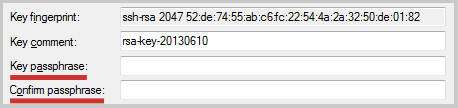 Key fingerprint: ssh-rsa 2047 52:de:74:55:ab:c6:fc:22:54:4a:2a:32:50:de:01:82
Key comment: rsa-key-20130610
Key passphrase:
Confirm passphrase: